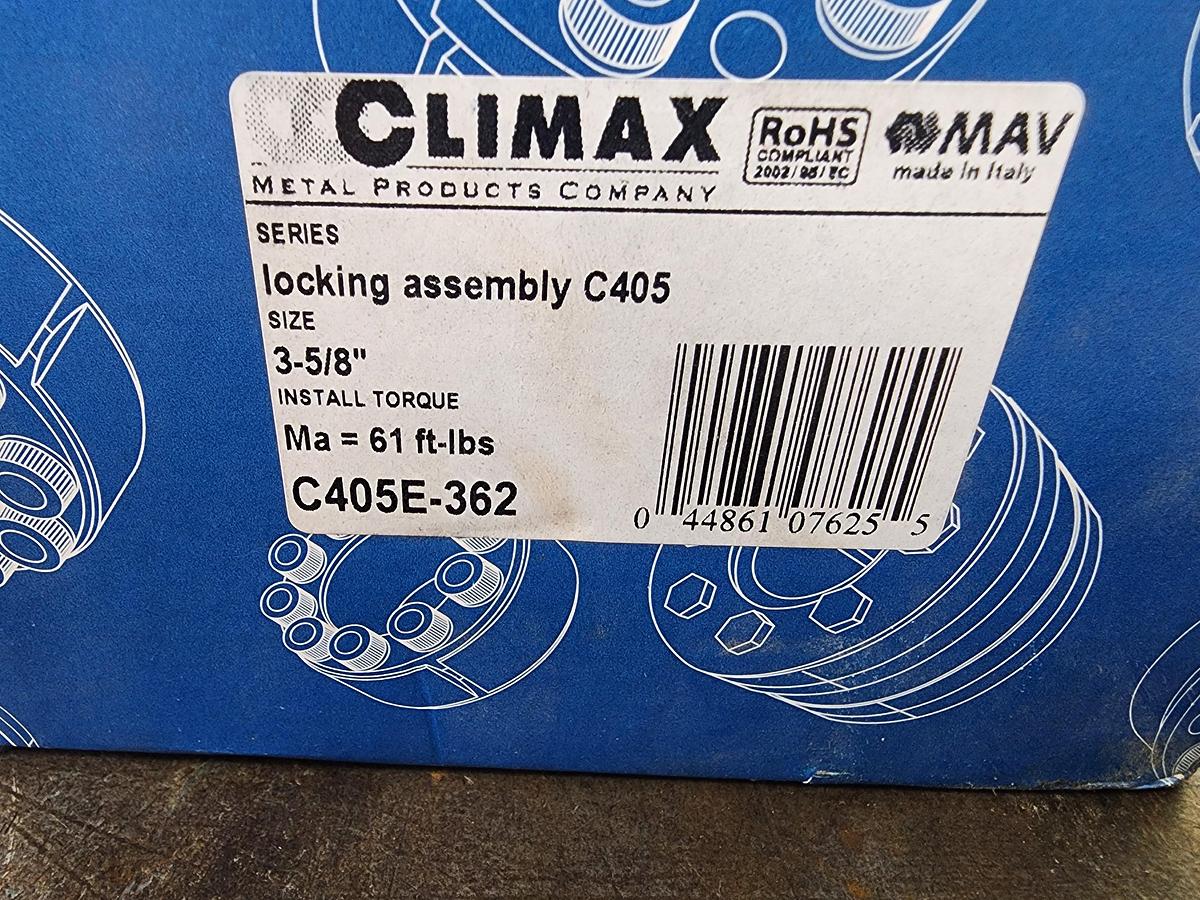 CLIMAX
METAL PRODUCTS COMPANY
RoHS
COMPLIANT
2002/95/EC
MAV
made in Italy
SERIES
locking assembly C405
SIZE
3-5/8"
INSTALL TORQUE
Ma = 61 ft-lbs
C405E-362
0 44861 07625 5